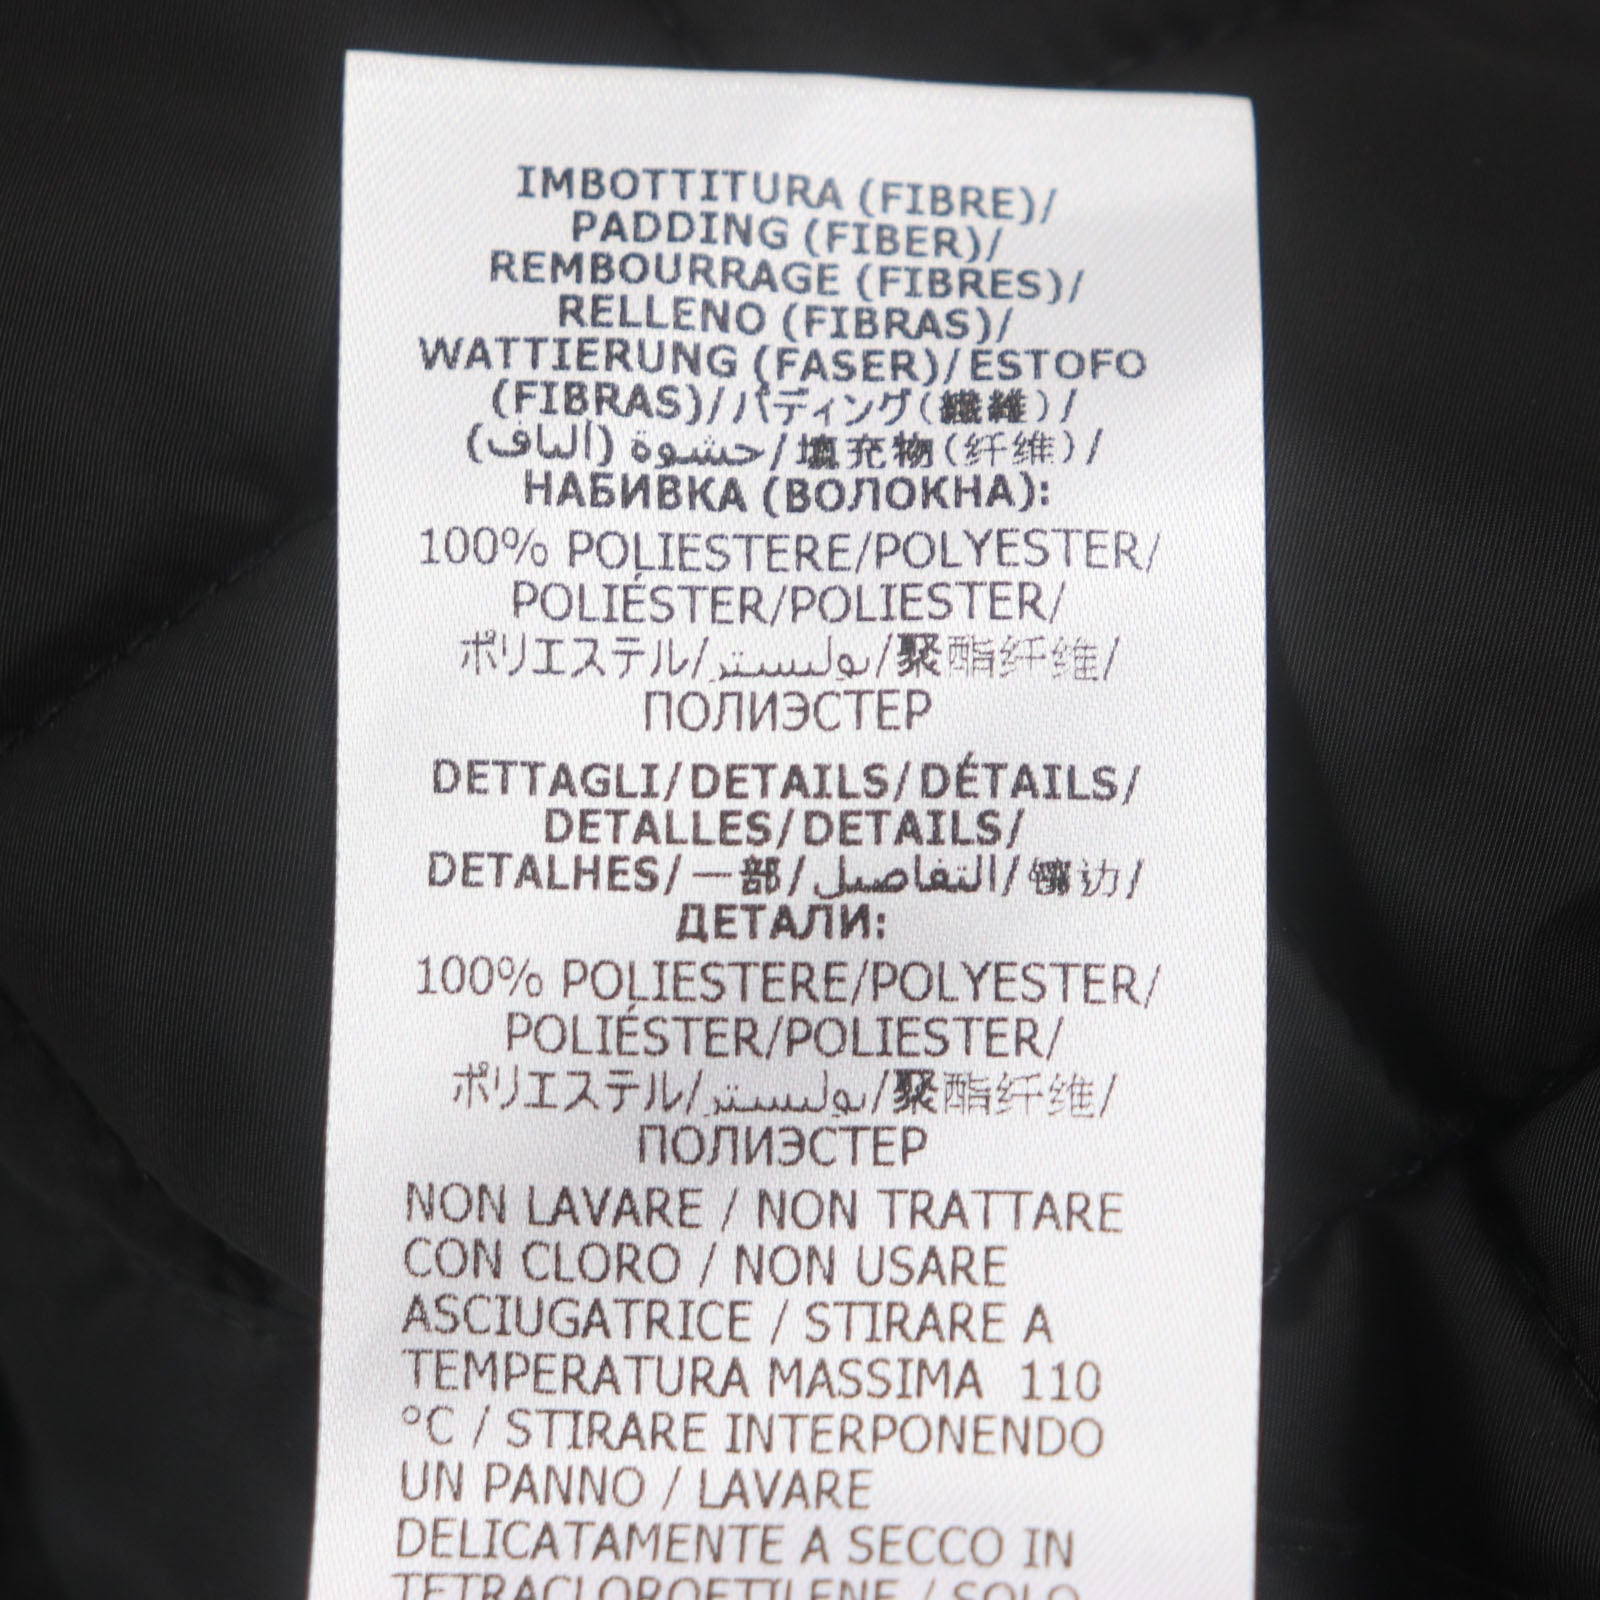 IMBOTTITURA (FIBRE)/
PADDING (FIBER)/
REMBOURRAGE (FIBRES)/
RELLENO (FIBRAS)/
WATTIERUNG (FASER)/ESTOFO
(FIBRAS)/パディング(繊維)/
حشوة (ألياف)/填充物(纤维)/
НАБИВКА (ВОЛОКНА):
100% POLIESTERE/POLYESTER/
POLIÉSTER/POLIESTER/
ポリエステル/بوليستر/聚酯纤维/
ПОЛИЭСТЕР
DETTAGLI/DETAILS/DÉTAILS/
DETALLES/DETAILS/
DETALHES/一部/التفاصيل/镶边/
ДЕТАЛИ:
100% POLIESTERE/POLYESTER/
POLIÉSTER/POLIESTER/
ポリエステル/بوليستر/聚酯纤维/
ПОЛИЭСТЕР
NON LAVARE / NON TRATTARE
CON CLORO / NON USARE
ASCIUGATRICE / STIRARE A
TEMPERATURA MASSIMA 110
°C / STIRARE INTERPONENDO
UN PANNO / LAVARE
DELICATAMENTE A SECCO IN
TETRACLOROETILENE / SOLO